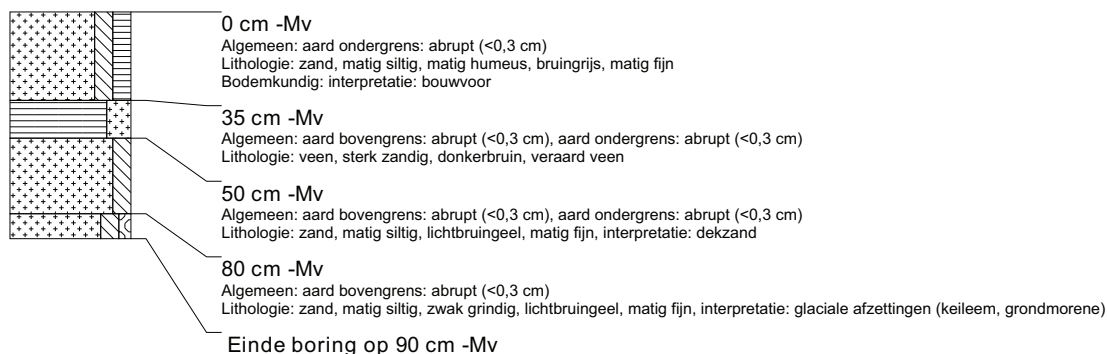 0 cm -Mv
Algemeen: aard ondergrens: abrupt (<0,3 cm)
Lithologie: zand, matig siltig, matig humeus, bruingrijs, matig fijn
Bodemkundig: interpretatie: bouwvoor
35 cm -Mv
Algemeen: aard bovengrens: abrupt (<0,3 cm), aard ondergrens: abrupt (<0,3 cm)
Lithologie: veen, sterk zandig, donkerbruin, veraard veen
50 cm -Mv
Algemeen: aard bovengrens: abrupt (<0,3 cm), aard ondergrens: abrupt (<0,3 cm)
Lithologie: zand, matig siltig, lichtbruingeel, matig fijn, interpretatie: dekzand
80 cm -Mv
Algemeen: aard bovengrens: abrupt (<0,3 cm)
Lithologie: zand, matig siltig, zwak grindig, lichtbruingeel, matig fijn, interpretatie: glaciale afzettingen (keileem, grondmorene)
Einde boring op 90 cm -Mv